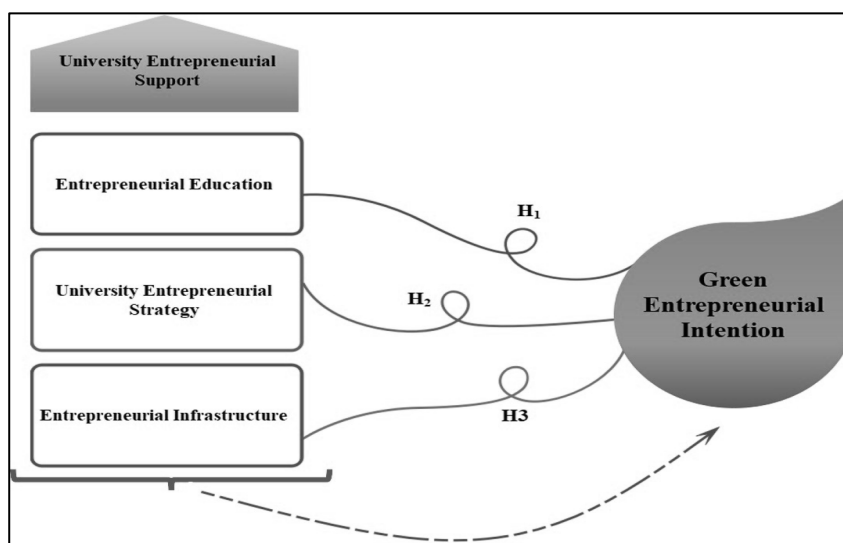 University Entrepreneurial
Support
Entrepreneurial Education
H₁
University Entrepreneurial
Strategy
H₂
Green
Entrepreneurial
Intention
Entrepreneurial Infrastructure
H3